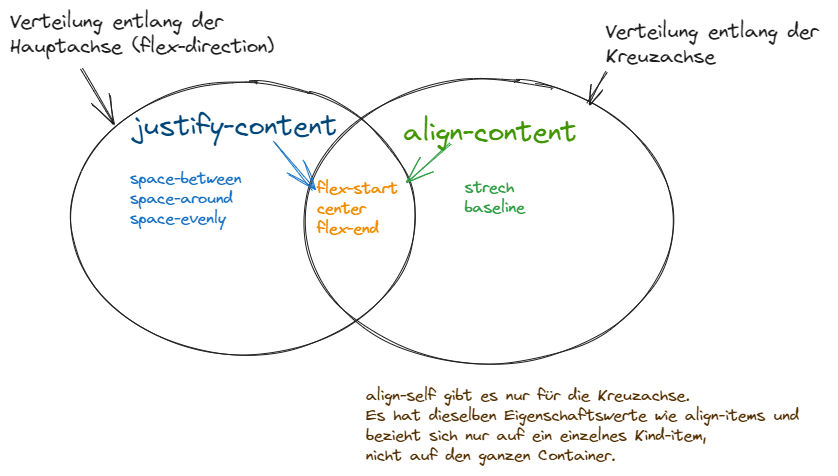 Verteilung entlang der
Hauptachse (flex-direction)
Verteilung entlang der
Kreuzachse
justify-content
align-content
space-between
space-around
space-evenly
flex-start
center
flex-end
strech
baseline
align-self gibt es nur für die Kreuzachse.
Es hat dieselben Eigenschaftswerte wie align-items und
bezieht sich nur auf ein einzelnes Kind-item,
nicht auf den ganzen Container.